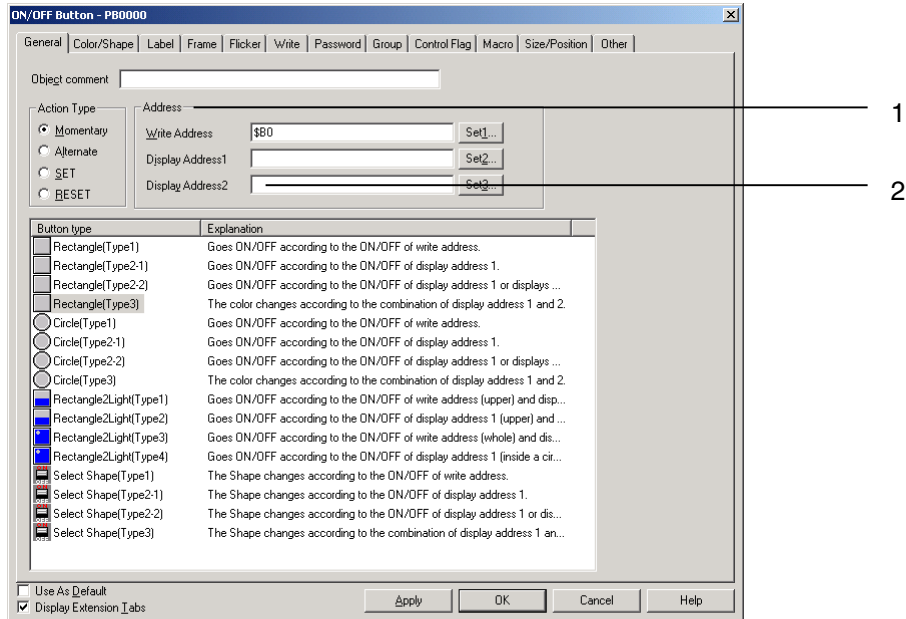 ON/OFF Button - PB0000
General Color/Shape Label Frame Flicker Write Password Group Control Flag Macro Size/Position Other
Object comment
Action Type
Momentary
Alternate
SET
RESET
Address
1
Write Address $B0 Set1...
Display Address1 Set2...
Display Address2 Set3...
2
Button type Explanation
Rectangle(Type1) Goes ON/OFF according to the ON/OFF of write address.
Rectangle(Type2-1) Goes ON/OFF according to the ON/OFF of display address 1.
Rectangle(Type2-2) Goes ON/OFF according to the ON/OFF of display address 1 or displays ...
Rectangle(Type3) The color changes according to the combination of display address 1 and 2.
Circle(Type1) Goes ON/OFF according to the ON/OFF of write address.
Circle(Type2-1) Goes ON/OFF according to the ON/OFF of display address 1.
Circle(Type2-2) Goes ON/OFF according to the ON/OFF of display address 1 or displays ...
Circle(Type3) The color changes according to the combination of display address 1 and 2.
Rectangle2Light(Type1) Goes ON/OFF according to the ON/OFF of write address (upper) and disp...
Rectangle2Light(Type2) Goes ON/OFF according to the ON/OFF of display address 1 (upper) and ...
Rectangle2Light(Type3) Goes ON/OFF according to the ON/OFF of write address (whole) and dis...
Rectangle2Light(Type4) Goes ON/OFF according to the ON/OFF of display address 1 (inside a cir...
Select Shape(Type1) The Shape changes according to the ON/OFF of write address.
Select Shape(Type2-1) The Shape changes according to the ON/OFF of display address 1.
Select Shape(Type2-2) The Shape changes according to the ON/OFF of display address 1 or dis...
Select Shape(Type3) The Shape changes according to the combination of display address 1 an...
Use As Default
Display Extension Tabs
Apply OK Cancel Help